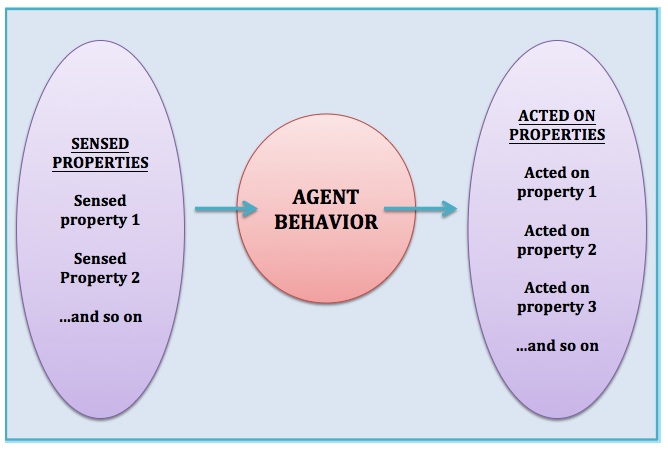 SENSED
PROPERTIES
Sensed
property 1
Sensed
Property 2
...and so on
AGENT
BEHAVIOR
ACTED ON
PROPERTIES
Acted on
property 1
Acted on
property 2
Acted on
property 3
...and so on